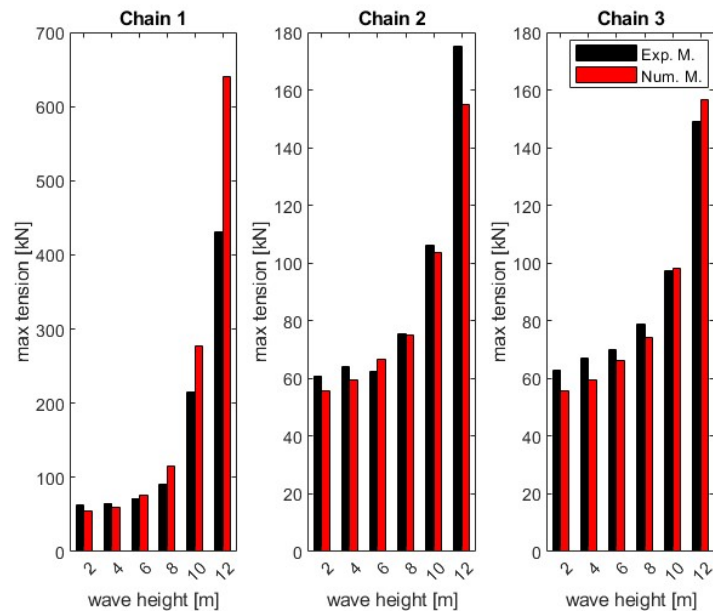 Chain 1
700
600
500
400
300
200
100
0
max tension [kN]
2 4 6 8 10 12
wave height [m]
Chain 2
180
160
140
120
100
80
60
40
20
0
max tension [kN]
2 4 6 8 10 12
wave height [m]
Chain 3
Exp. M.
Num. M.
180
160
140
120
100
80
60
40
20
0
max tension [kN]
2 4 6 8 10 12
wave height [m]